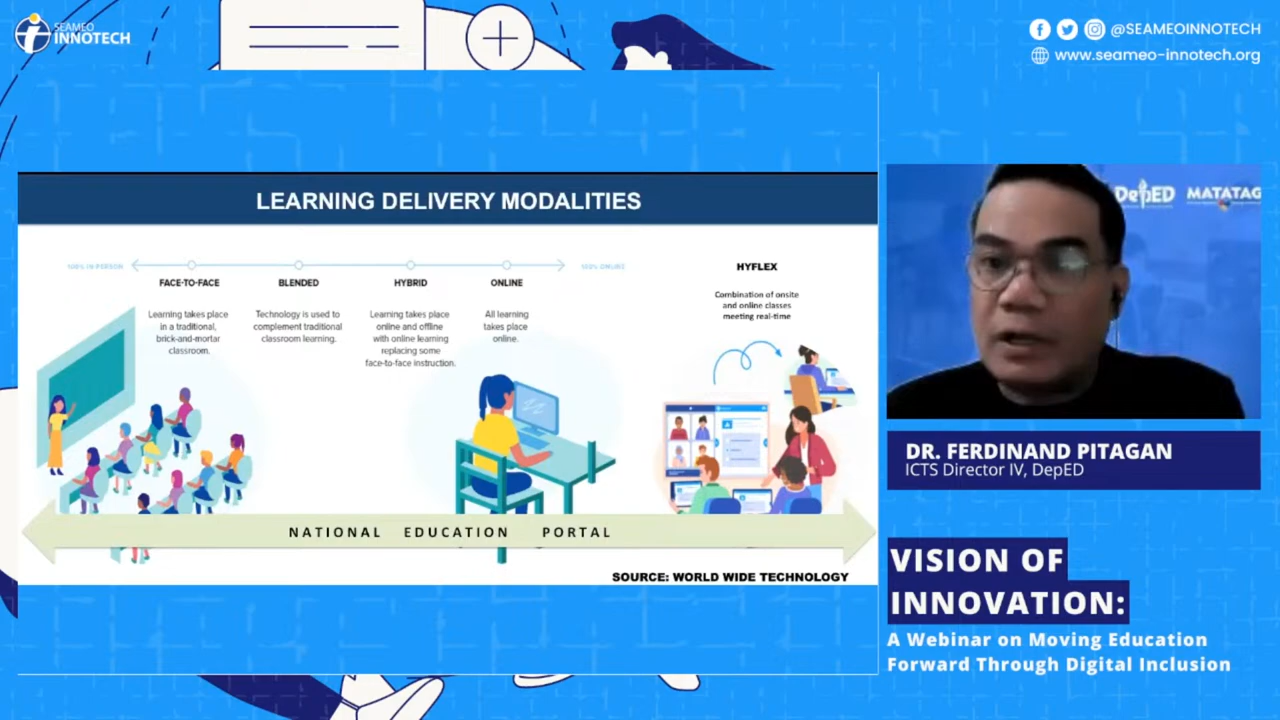 SEAMEO
INNOTECH
@SEAMEOINNOTECH
www.seameo-innotech.org
LEARNING DELIVERY MODALITIES
100% IN PERSON
100% ONLINE
FACE-TO-FACE
Learning takes place
in a traditional,
brick-and-mortar
classroom.
BLENDED
Technology is used to
complement traditional
classroom learning.
HYBRID
Learning takes place
online and offline
with online learning
replacing some
face-to-face instruction.
ONLINE
All learning
takes place
online.
HYFLEX
Combination of onsite
and online classes
meeting real-time
NATIONAL EDUCATION PORTAL
SOURCE: WORLD WIDE TECHNOLOGY
DepED MATATAG
DR. FERDINAND PITAGAN
ICTS Director IV, DepED
VISION OF
INNOVATION:
A Webinar on Moving Education
Forward Through Digital Inclusion